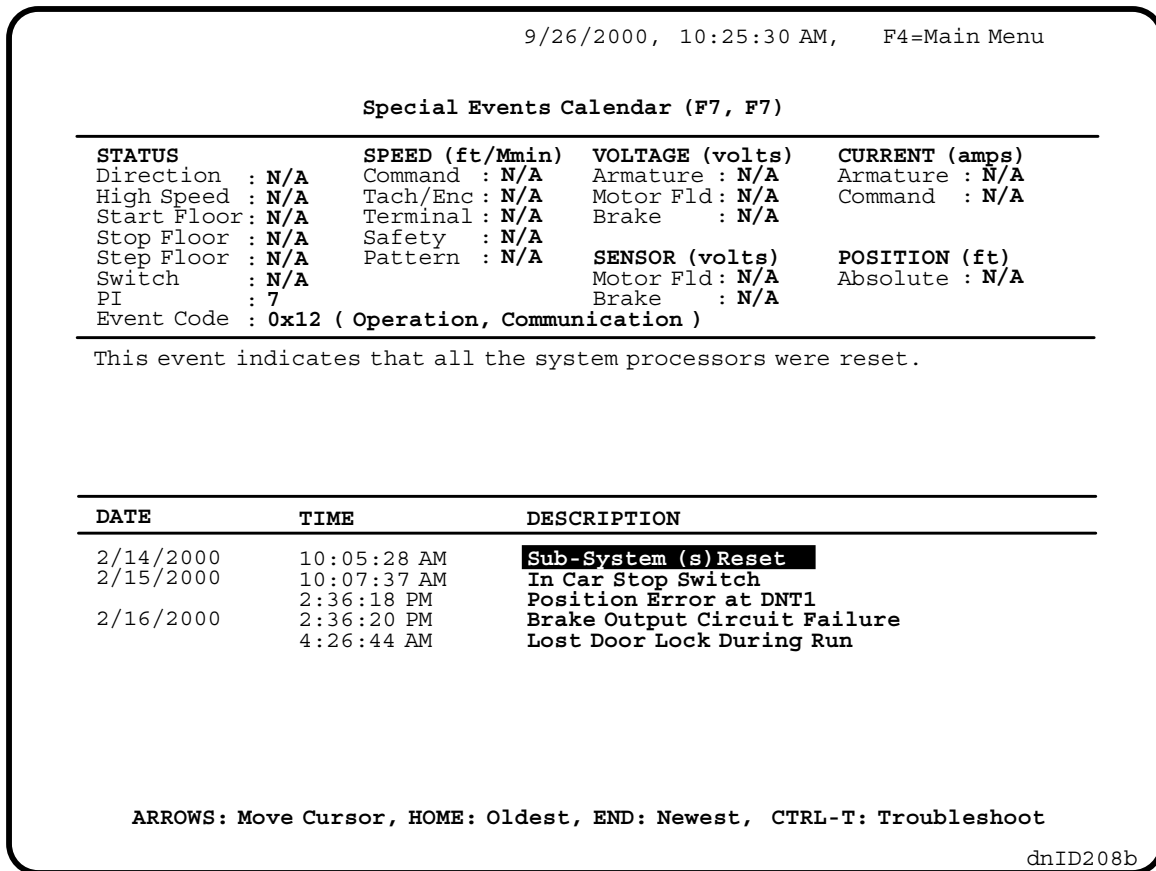 9/26/2000, 10:25:30 AM, F4=Main Menu
Special Events Calendar (F7, F7)
STATUS SPEED (ft/Mmin) VOLTAGE (volts) CURRENT (amps)
Direction : N/A Command : N/A Armature : N/A Armature : N/A
High Speed : N/A Tach/Enc : N/A Motor Fld : N/A Command : N/A
Start Floor : N/A Terminal : N/A Brake : N/A
Stop Floor : N/A Safety : N/A
Step Floor : N/A Pattern : N/A SENSOR (volts) POSITION (ft)
Switch : N/A Motor Fld : N/A Absolute : N/A
PI : 7 Brake : N/A
Event Code : 0x12 ( Operation, Communication )
This event indicates that all the system processors were reset.
DATE TIME DESCRIPTION
2/14/2000 10:05:28 AM Sub-System (s)Reset
2/15/2000 10:07:37 AM In Car Stop Switch
2:36:18 PM Position Error at DNT1
2/16/2000 2:36:20 PM Brake Output Circuit Failure
4:26:44 AM Lost Door Lock During Run
ARROWS: Move Cursor, HOME: Oldest, END: Newest, CTRL-T: Troubleshoot
dnID208b